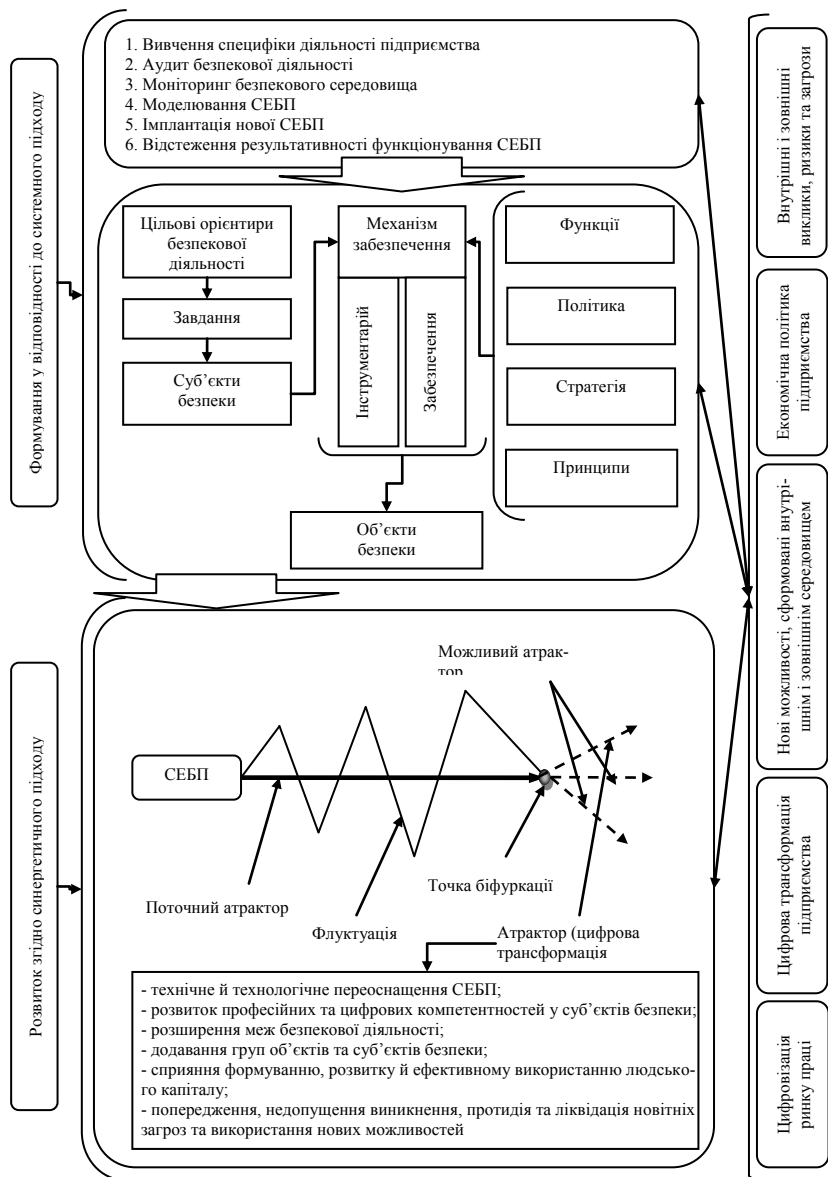 1. Вивчення специфіки діяльності підприємства
2. Аудит безпекової діяльності
3. Моніторинг безпекового середовища
4. Моделювання СЕБП
5. Імплантація нової СЕБП
6. Відстеження результативності функціонування СЕБП
Формування у відповідності до системного підходу
Цільові орієнтири
безпекової
діяльності
Завдання
Суб’єкти
безпеки
Механізм
забезпечення
Інструментарій
Забезпечення
Об’єкти
безпеки
Функції
Політика
Стратегія
Принципи
Розвиток згідно синергетичного підходу
СЕБП
Можливий атрак-
тор
Поточний атрактор
Флуктуація
Точка біфуркації
Атрактор (цифрова
трансформація
- технічне й технологічне переоснащення СЕБП;
- розвиток професійних та цифрових компетентностей у суб’єктів безпеки;
- розширення меж безпекової діяльності;
- додавання груп об’єктів та суб’єктів безпеки;
- сприяння формуванню, розвитку й ефективному використанню людсь-
кого капіталу;
- попередження, недопущення виникнення, протидія та ліквідація новітніх
загроз та використання нових можливостей
Внутрішні і зовнішні
виклики, ризики та загрози
Економічна політика
підприємства
Нові можливості, сформовані внутрі-
шнім і зовнішнім середовищем
Цифрова трансформація
підприємства
Цифровізація
ринку праці